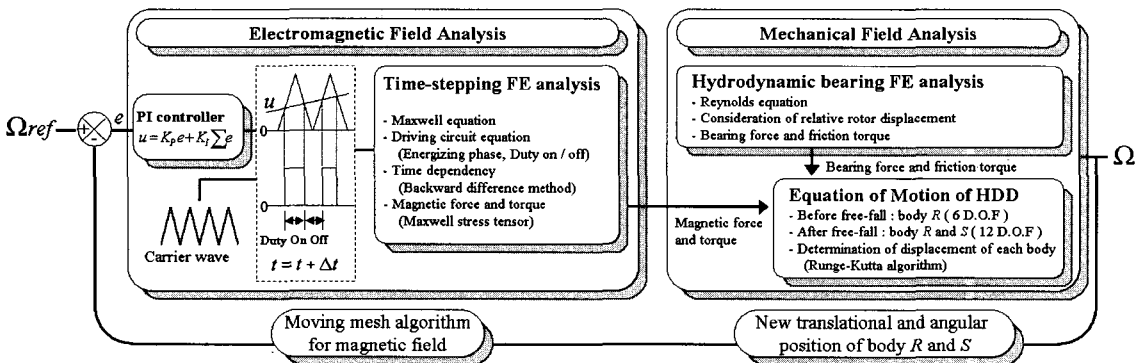 Electromagnetic Field Analysis
Ωref
e
PI controller
u = K_P e + K_I ∑ e
Carrier wave
u
0
0
Duty On Off
t = t + Δt
Time-stepping FE analysis
- Maxwell equation
- Driving circuit equation
(Energizing phase, Duty on / off)
- Time dependency
(Backward difference method)
- Magnetic force and torque
(Maxwell stress tensor)
Magnetic force
and torque
Mechanical Field Analysis
Hydrodynamic bearing FE analysis
- Reynolds equation
- Consideration of relative rotor displacement
- Bearing force and friction torque
Bearing force and friction torque
Equation of Motion of HDD
- Before free-fall : body R ( 6 D.O.F )
- After free-fall : body R and S ( 12 D.O.F )
- Determination of displacement of each body
(Runge-Kutta algorithm)
Ω
Moving mesh algorithm
for magnetic field
New translational and angular
position of body R and S